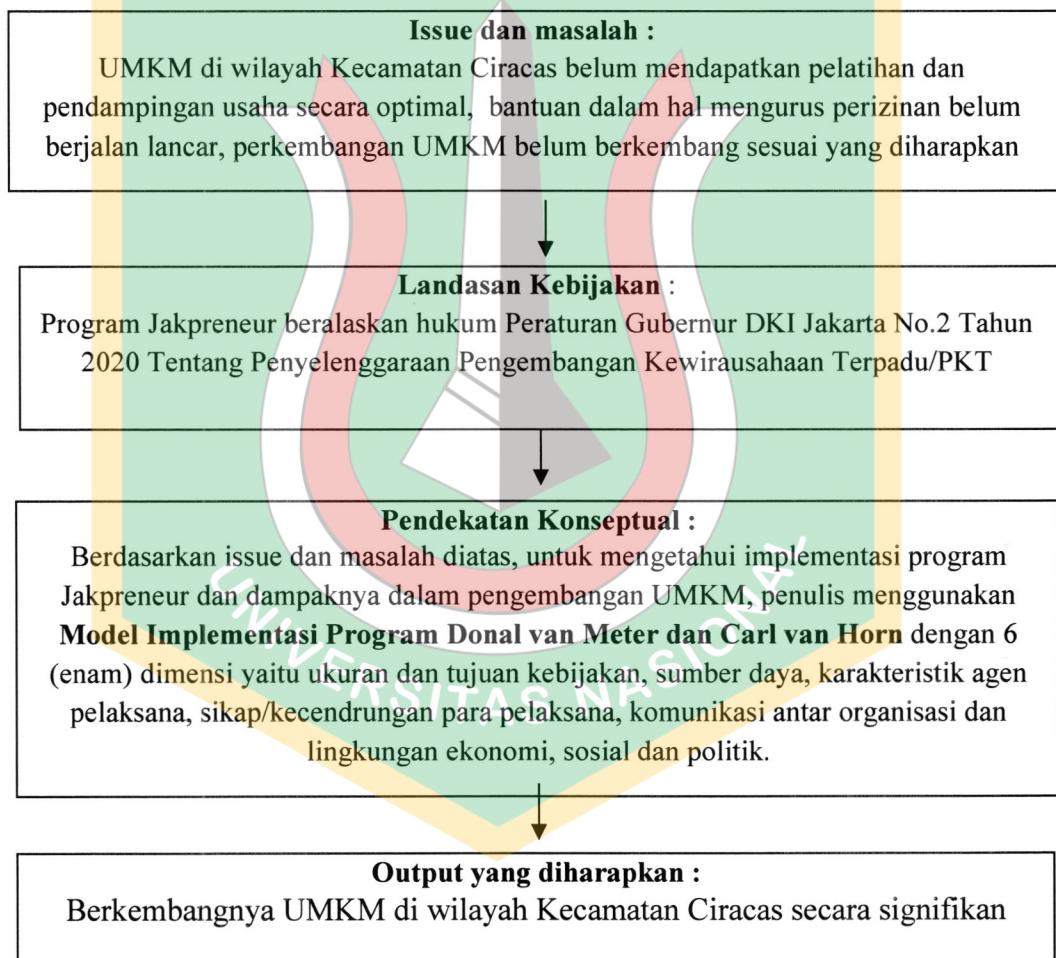 Issue dan masalah :
UMKM di wilayah Kecamatan Ciracas belum mendapatkan pelatihan dan
pendampingan usaha secara optimal, bantuan dalam hal mengurus perizinan belum
berjalan lancar, perkembangan UMKM belum berkembang sesuai yang diharapkan
Landasan Kebijakan :
Program Jakpreneur beralaskan hukum Peraturan Gubernur DKI Jakarta No.2 Tahun
2020 Tentang Penyelenggaraan Pengembangan Kewirausahaan Terpadu/PKT
Pendekatan Konseptual :
Berdasarkan issue dan masalah diatas, untuk mengetahui implementasi program
Jakpreneur dan dampaknya dalam pengembangan UMKM, penulis menggunakan
Model Implementasi Program Donal van Meter dan Carl van Horn dengan 6
(enam) dimensi yaitu ukuran dan tujuan kebijakan, sumber daya, karakteristik agen
pelaksana, sikap/kecendrungan para pelaksana, komunikasi antar organisasi dan
lingkungan ekonomi, sosial dan politik.
UNIVERSITAS NASIONAL
Output yang diharapkan :
Berkembangnya UMKM di wilayah Kecamatan Ciracas secara signifikan